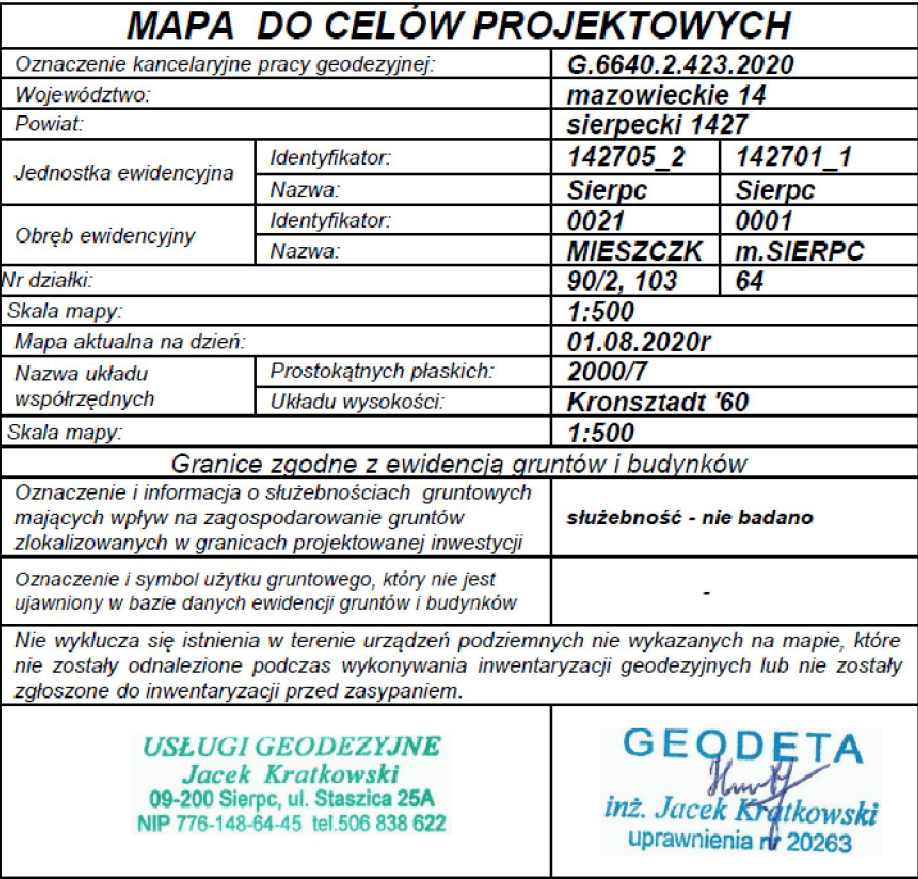 MAPA DO CELÓW PROJEKTOWYCH
Oznaczenie kancelaryjne pracy geodezyjnej: G.6640.2.423.2020
Województwo: mazowieckie 14
Powiat: sierpecki 1427
Jednostka ewidencyjna Identyfikator: 142705_2 142701_1
Nazwa: Sierpc Sierpc
Obręb ewidencyjny Identyfikator: 0021 0001
Nazwa: MIESZCZK m.SIERPC
Nr działki: 90/2, 103 64
Skala mapy: 1:500
Mapa aktualna na dzień: 01.08.2020r
Nazwa układu współrzędnych Prostokątnych płaskich: 2000/7
Układu wysokości: Kronsztadt '60
Skala mapy: 1:500
Granice zgodne z ewidencją gruntów i budynków
Oznaczenie i informacja o służebnościach gruntowych
mających wpływ na zagospodarowanie gruntów
zlokalizowanych w granicach projektowanej inwestycji
służebność - nie badano
Oznaczenie i symbol użytku gruntowego, który nie jest
ujawniony w bazie danych ewidencji gruntów i budynków
-
Nie wyklucza się istnienia w terenie urządzeń podziemnych nie wykazanych na mapie, które
nie zostały odnalezione podczas wykonywania inwentaryzacji geodezyjnych lub nie zostały
zgłoszone do inwentaryzacji przed zasypaniem.
USŁUGI GEODEZYJNE
Jacek Kratkowski
09-200 Sierpc, ul. Staszica 25A
NIP 776-148-64-45 tel.506 838 622
GEODETA
inż. Jacek Kratkowski
uprawnienia nr 20263